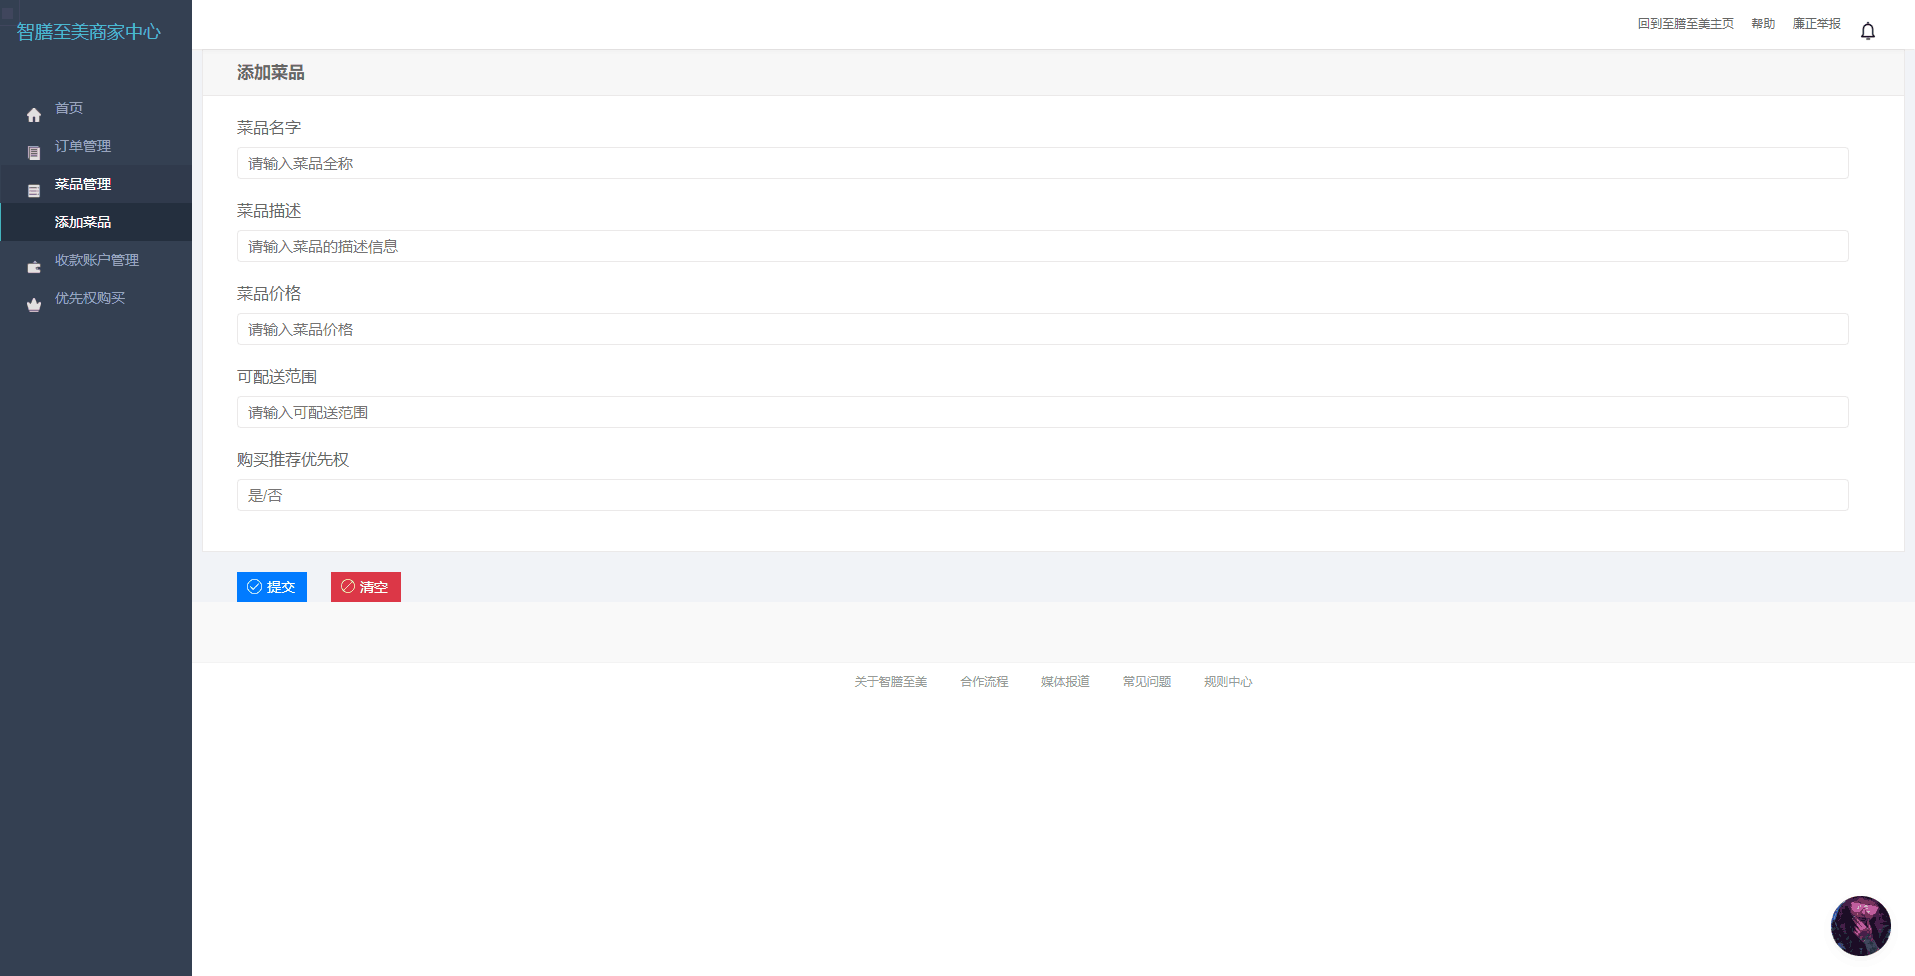 智膳至美商家中心
回到至膳至美主页 帮助 廉正举报
首页
订单管理
菜品管理
添加菜品
收款账户管理
优先权购买
添加菜品
菜品名字
请输入菜品全称
菜品描述
请输入菜品的描述信息
菜品价格
请输入菜品价格
可配送范围
请输入可配送范围
购买推荐优先权
是/否
提交 清空
关于智膳至美 合作流程 媒体报道 常见问题 规则中心